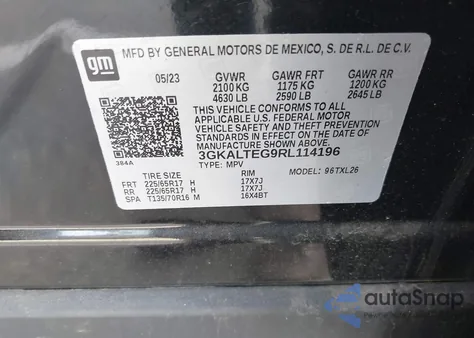 gm
MFD BY GENERAL MOTORS DE MEXICO, S. DE R.L. DE C.V.
05/23 GVWR GAWR FRT GAWR RR
2100 KG 1175 KG 1200 KG
4630 LB 2590 LB 2645 LB
THIS VEHICLE CONFORMS TO ALL
APPLICABLE U.S. FEDERAL MOTOR
VEHICLE SAFETY AND THEFT PREVENTION
STANDARDS IN EFFECT ON THE DATE OF
MANUFACTURE SHOWN ABOVE.
3GKALTEG9RL114196
384A TYPE: MPV MODEL: 96TXL26
TIRE SIZE RIM
FRT 225/65R17 H 17X7J
RR 225/65R17 H 17X7J
SPA T135/70R16 M 16X4BT
autoSnap